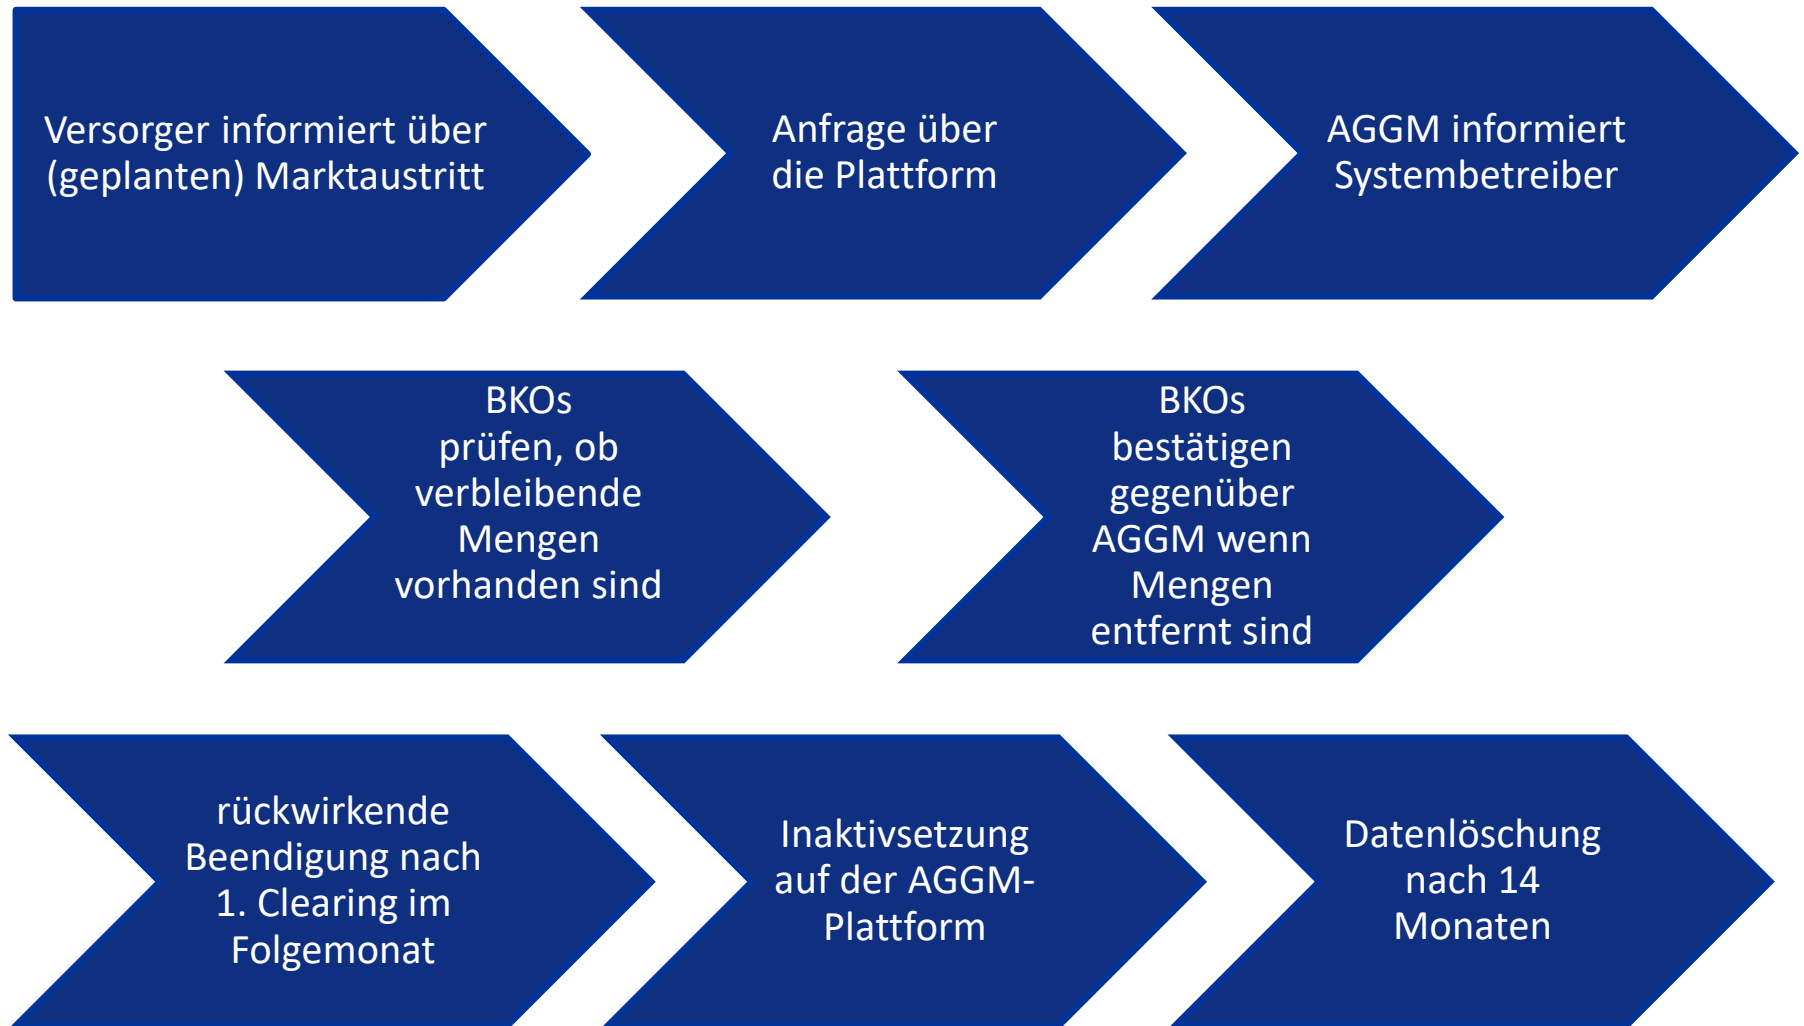 Versorger informiert über
(geplanten) Marktaustritt
Anfrage über
die Plattform
AGGM informiert
Systembetreiber
BKOs
prüfen, ob
verbleibende
Mengen
vorhanden sind
BKOs
bestätigen
gegenüber
AGGM wenn
Mengen
entfernt sind
rückwirkende
Beendigung nach
1. Clearing im
Folgemonat
Inaktivsetzung
auf der AGGM-
Plattform
Datenlöschung
nach 14
Monaten